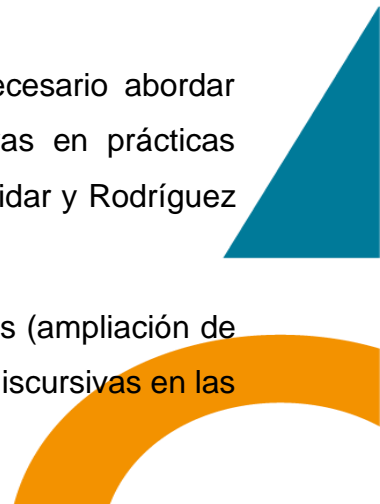 ecesario abordar
as en prácticas
idar y Rodríguez
s (ampliación de
iscursivas en las